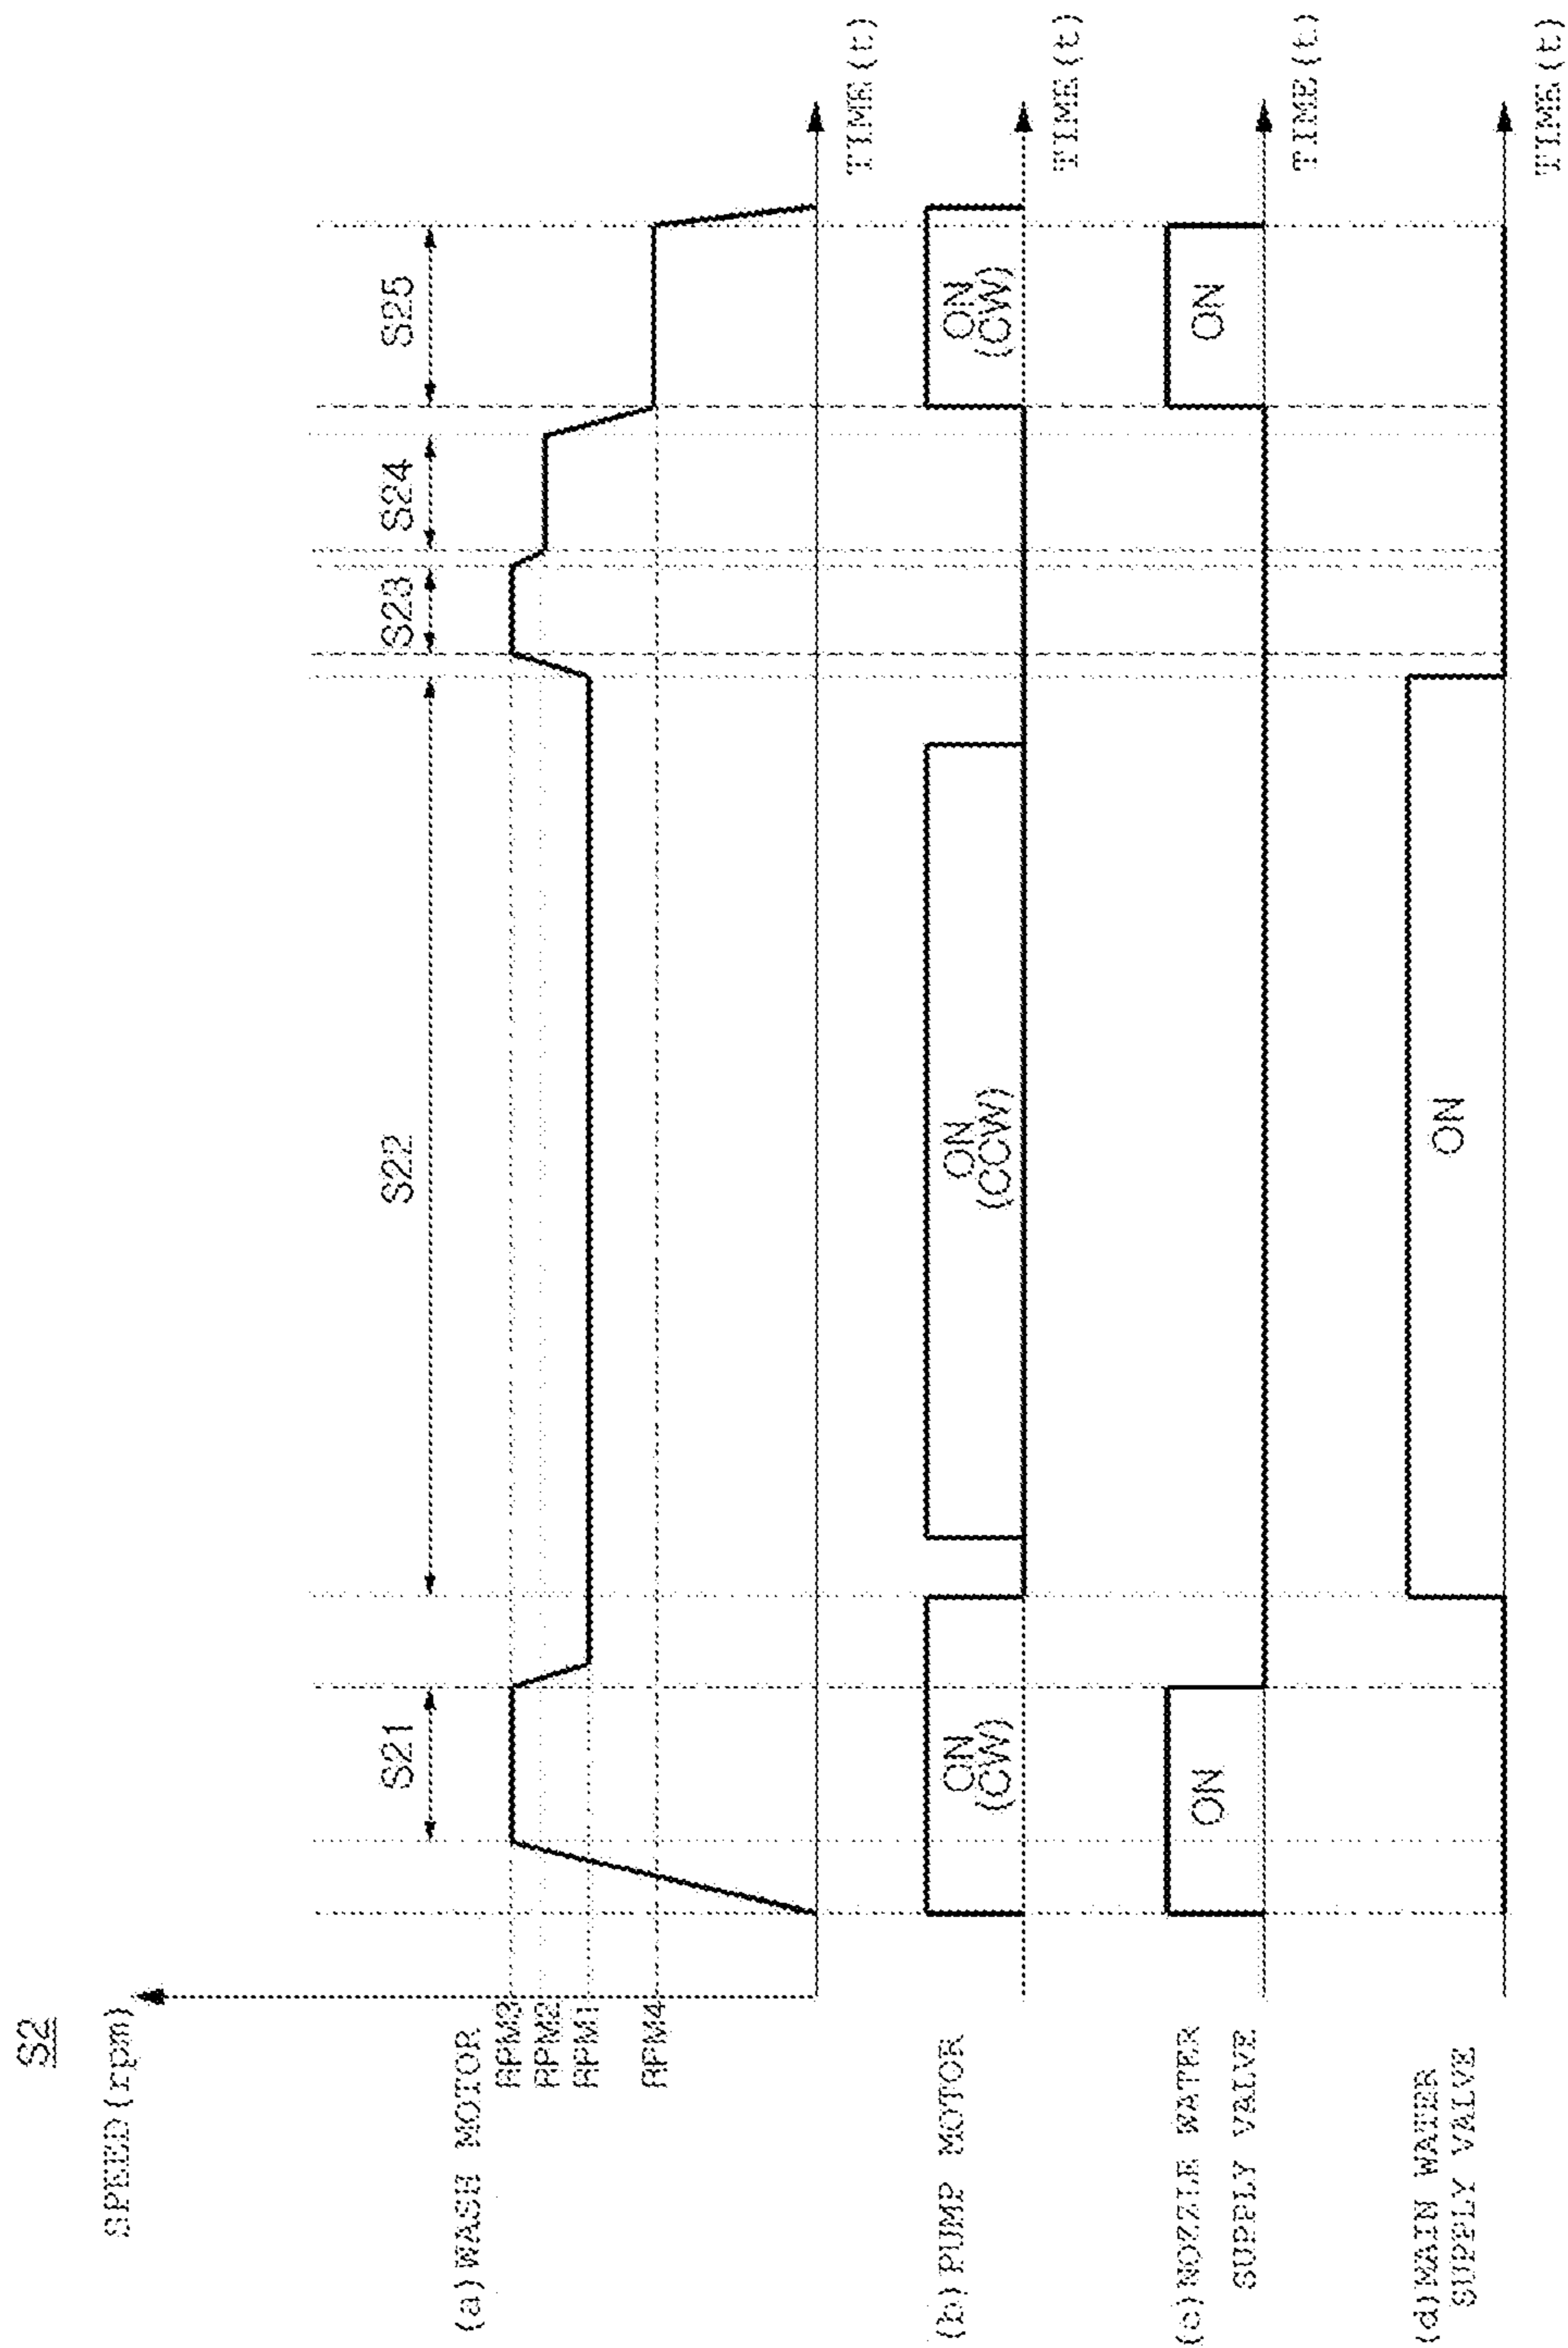 S2
SPEED(rpm)
S21
S22
S23
S24
S25
(a)WASH MOTOR
RPM3
RPM2
RPM1
RPM4
TIME(t)
(b)PUMP MOTOR
ON
(CW)
ON
(CCW)
ON
(CW)
TIME(t)
(c)NOZZLE WATER
SUPPLY VALVE
ON
ON
TIME(t)
(d)MAIN WATER
SUPPLY VALVE
ON
TIME(t)